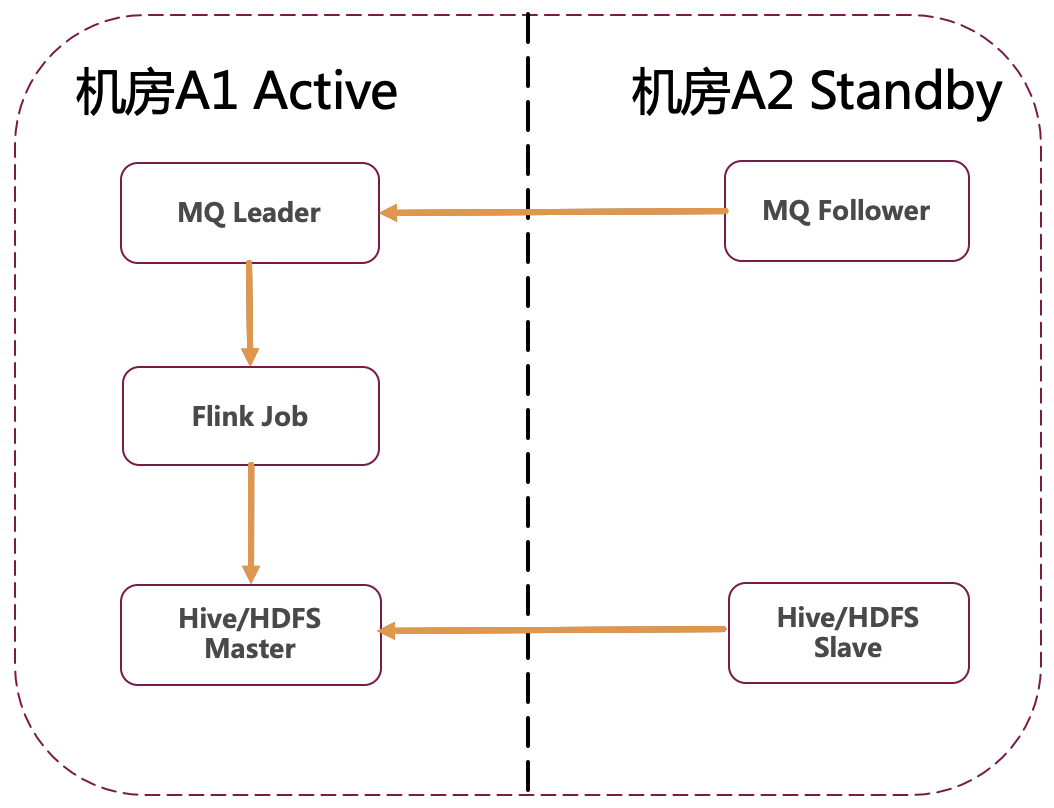 机房A1 Active
机房A2 Standby
MQ Leader
MQ Follower
Flink Job
Hive/HDFS
Master
Hive/HDFS
Slave